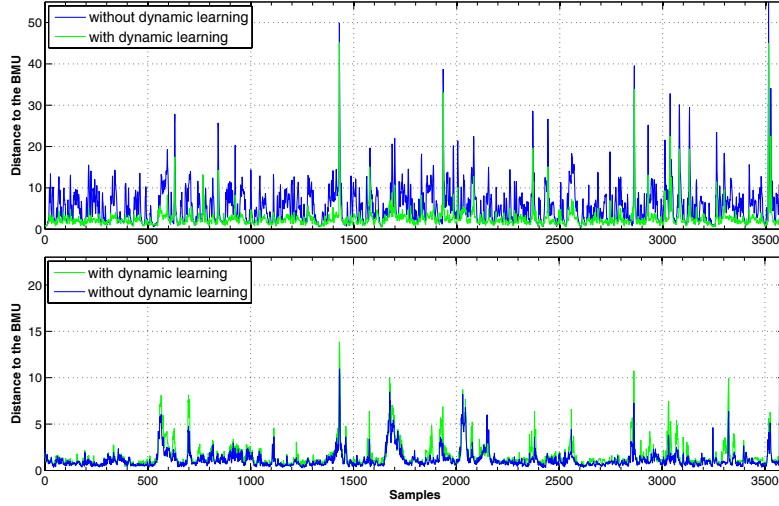 without dynamic learning
with dynamic learning
Distance to the BMU
50
40
30
20
10
0
0 500 1000 1500 2000 2500 3000 3500
with dynamic learning
without dynamic learning
Distance to the BMU
20
15
10
5
0
0 500 1000 1500 2000 2500 3000 3500
Samples